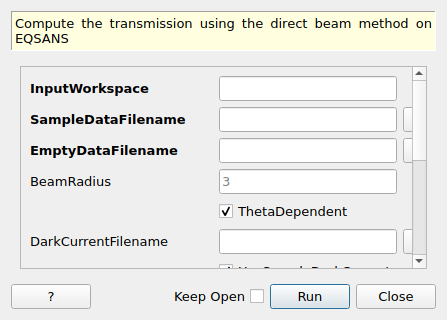 Compute the transmission using the direct beam method on
EQSANS
InputWorkspace
SampleDataFilename
EmptyDataFilename
BeamRadius
3
ThetaDependent
DarkCurrentFilename
?
Keep Open
Run
Close